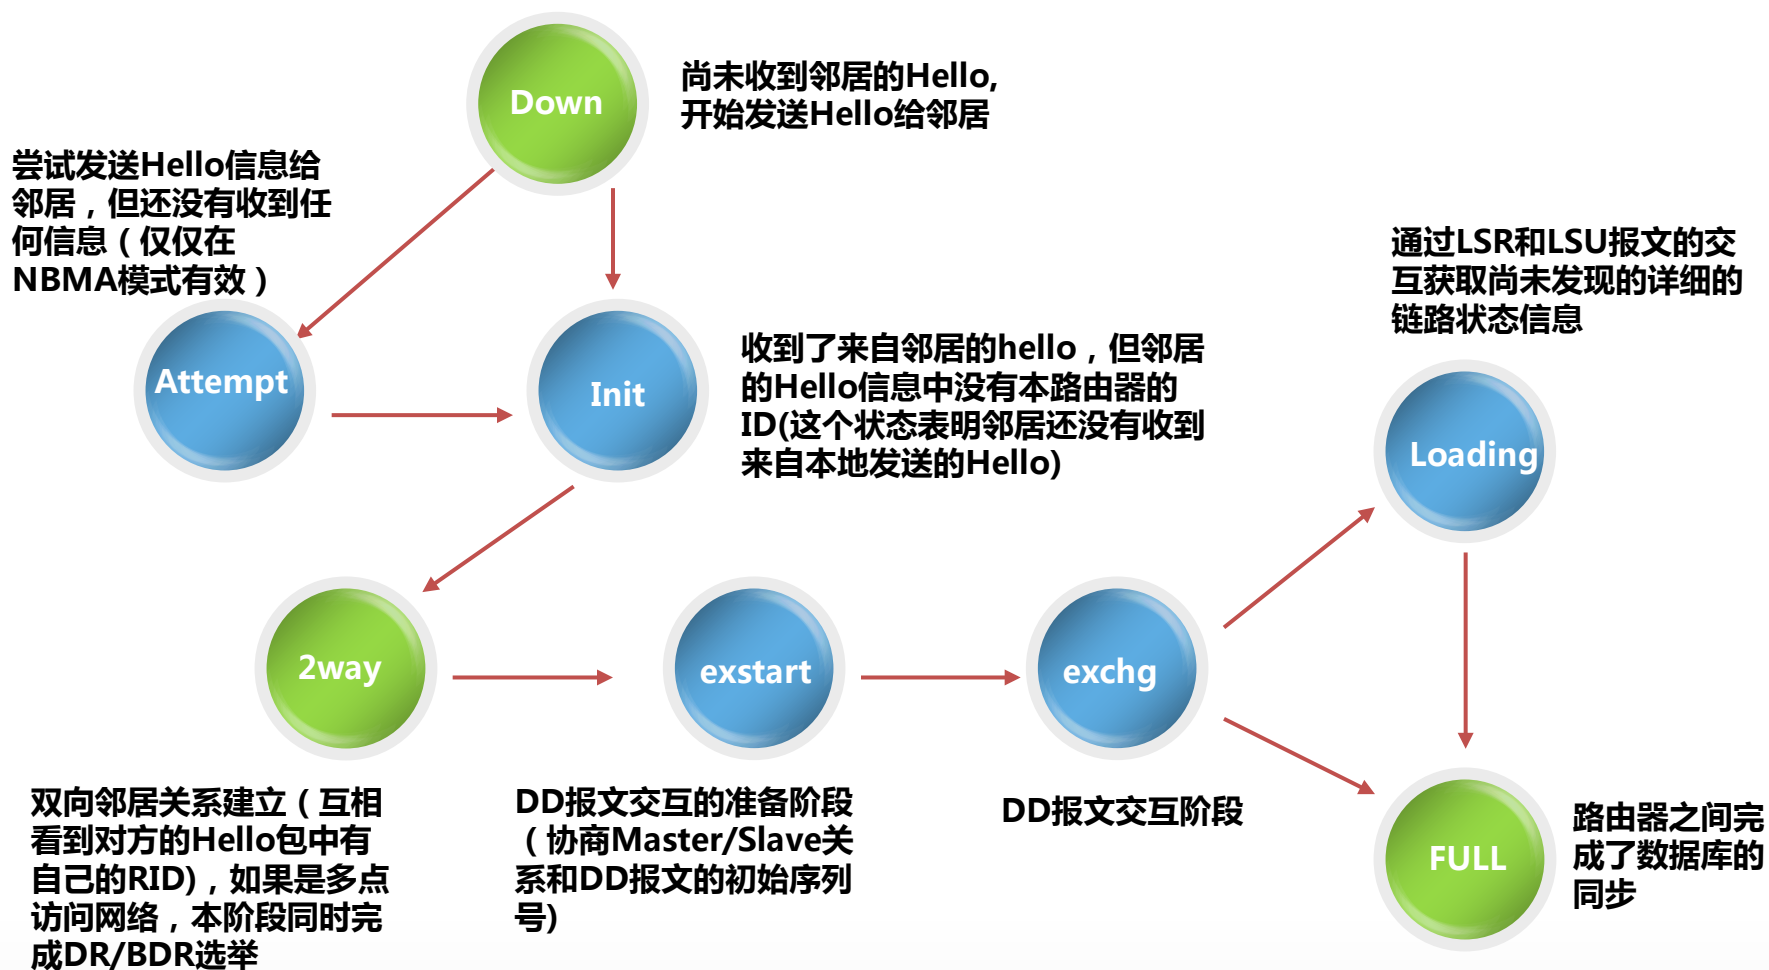 Down
尚未收到邻居的Hello,
开始发送Hello给邻居
尝试发送Hello信息给
邻居，但还没有收到任
何信息（仅仅在
NBMA模式有效）
Attempt
Init
收到了来自邻居的hello，但邻居
的Hello信息中没有本路由器的
ID(这个状态表明邻居还没有收到
来自本地发送的Hello)
通过LSR和LSU报文的交
互获取尚未发现的详细的
链路状态信息
Loading
2way
exstart
exchg
双向邻居关系建立（互相
看到对方的Hello包中有
自己的RID)，如果是多点
访问网络，本阶段同时完
成DR/BDR选举
DD报文交互的准备阶段
（协商Master/Slave关
系和DD报文的初始序列
号)
DD报文交互阶段
FULL
路由器之间完
成了数据库的
同步